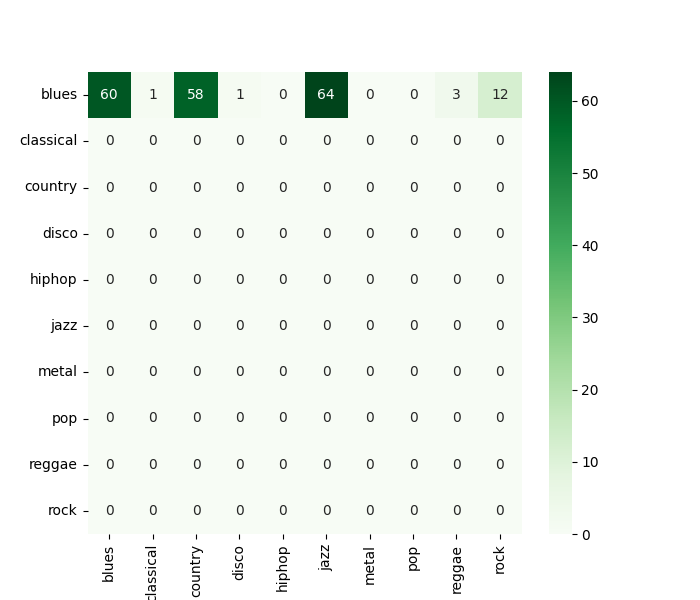 blues 60 1 58 1 0 64 0 0 3 12
classical 0 0 0 0 0 0 0 0 0 0
country 0 0 0 0 0 0 0 0 0 0
disco 0 0 0 0 0 0 0 0 0 0
hiphop 0 0 0 0 0 0 0 0 0 0
jazz 0 0 0 0 0 0 0 0 0 0
metal 0 0 0 0 0 0 0 0 0 0
pop 0 0 0 0 0 0 0 0 0 0
reggae 0 0 0 0 0 0 0 0 0 0
rock 0 0 0 0 0 0 0 0 0 0
blues classical country disco hiphop jazz metal pop reggae rock
60
50
40
30
20
10
0